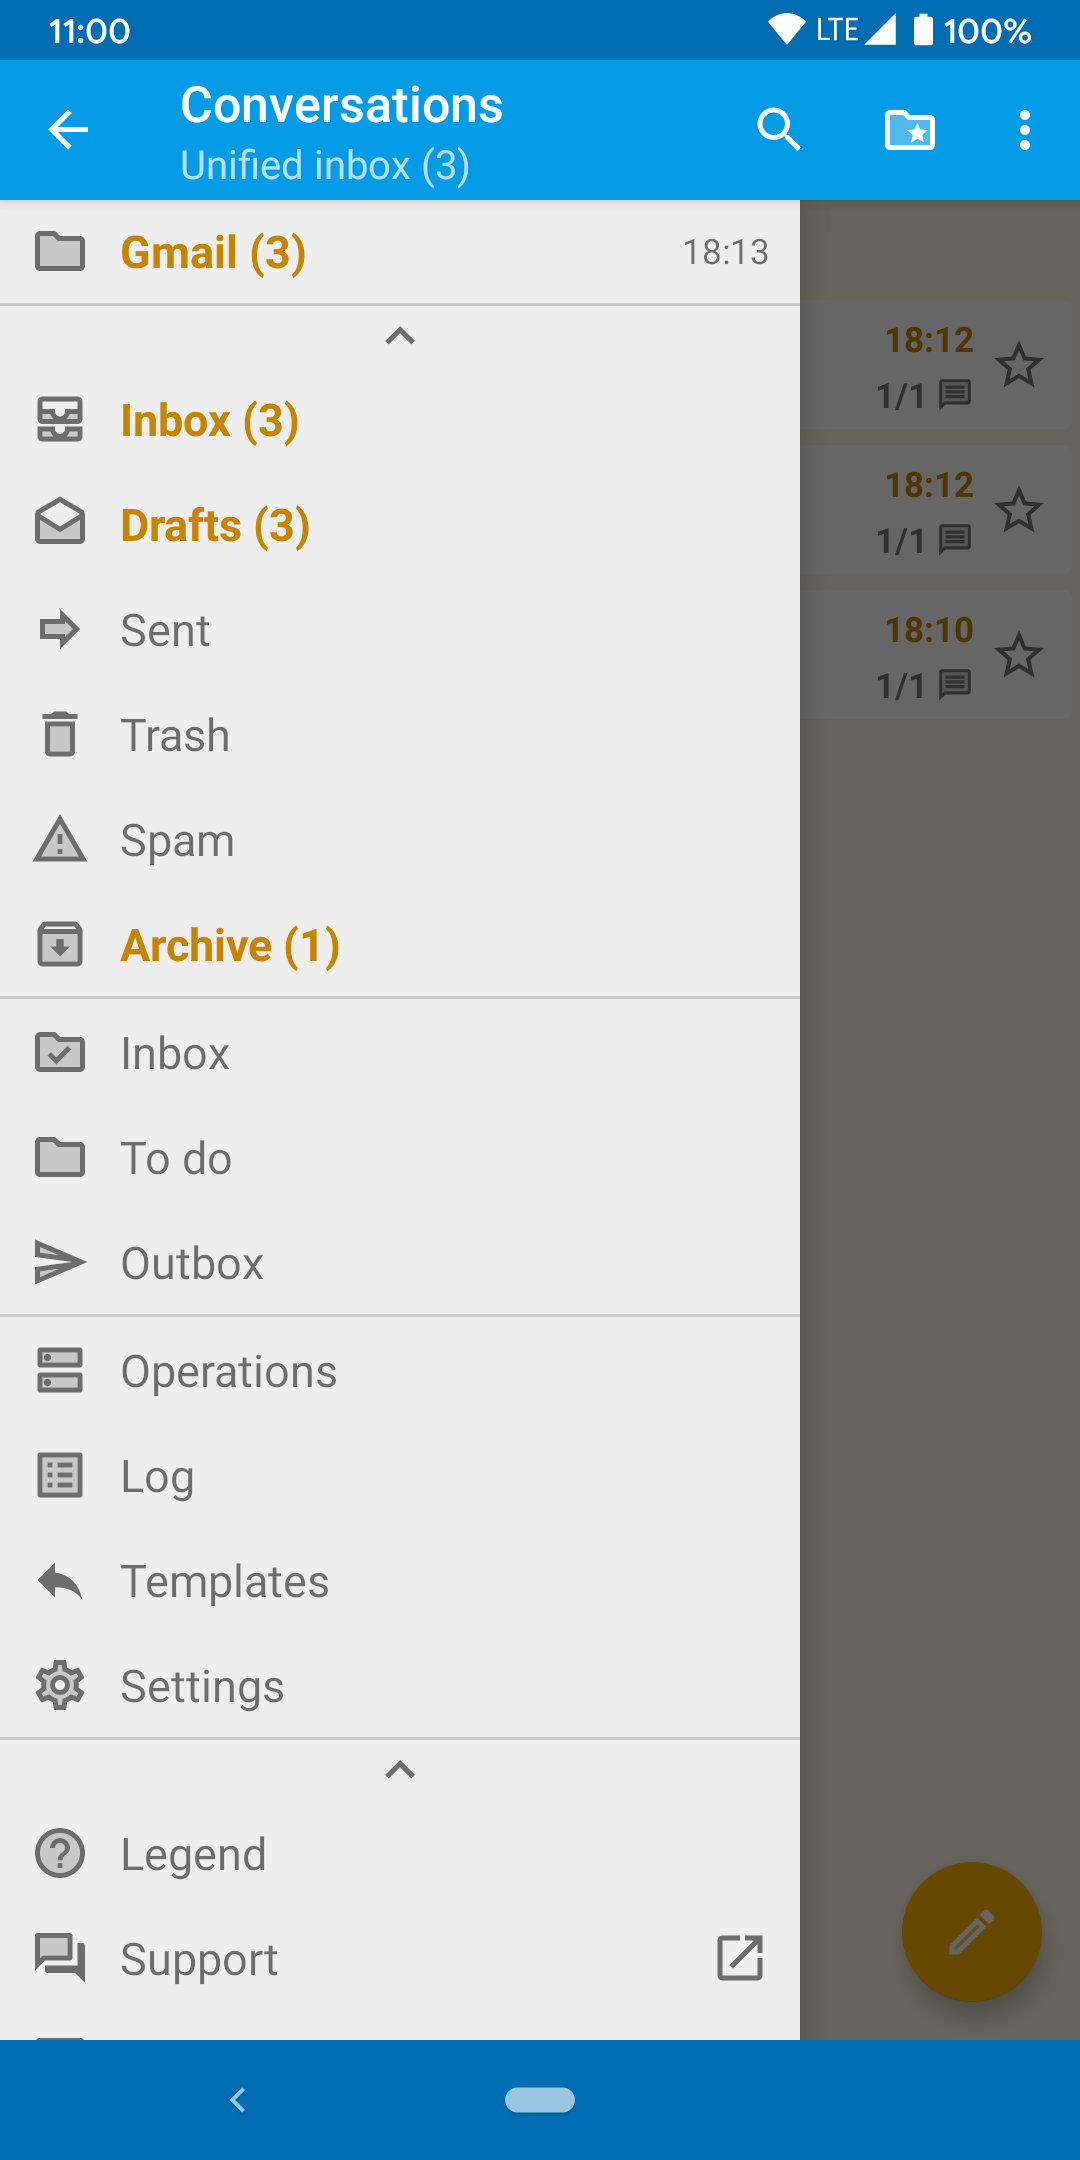 11:00 LTE 100%
Conversations
Unified inbox (3)
Gmail (3) 18:13
Inbox (3)
Drafts (3)
Sent
Trash
Spam
Archive (1)
Inbox
To do
Outbox
Operations
Log
Templates
Settings
Legend
Support
18:12
1/1
18:12
1/1
18:10
1/1